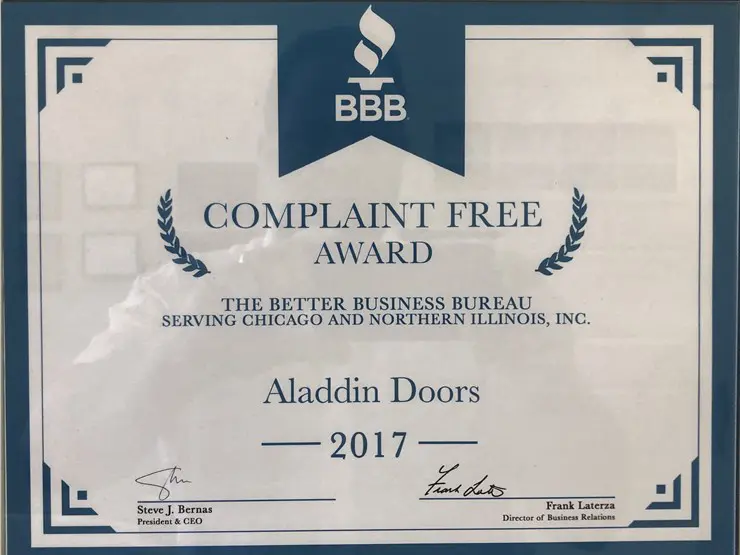 BBB
COMPLAINT FREE
AWARD
THE BETTER BUSINESS BUREAU
SERVING CHICAGO AND NORTHERN ILLINOIS, INC.
Aladdin Doors
2017
Steve J. Bernas
President & CEO
Frank Laterza
Director of Business Relations